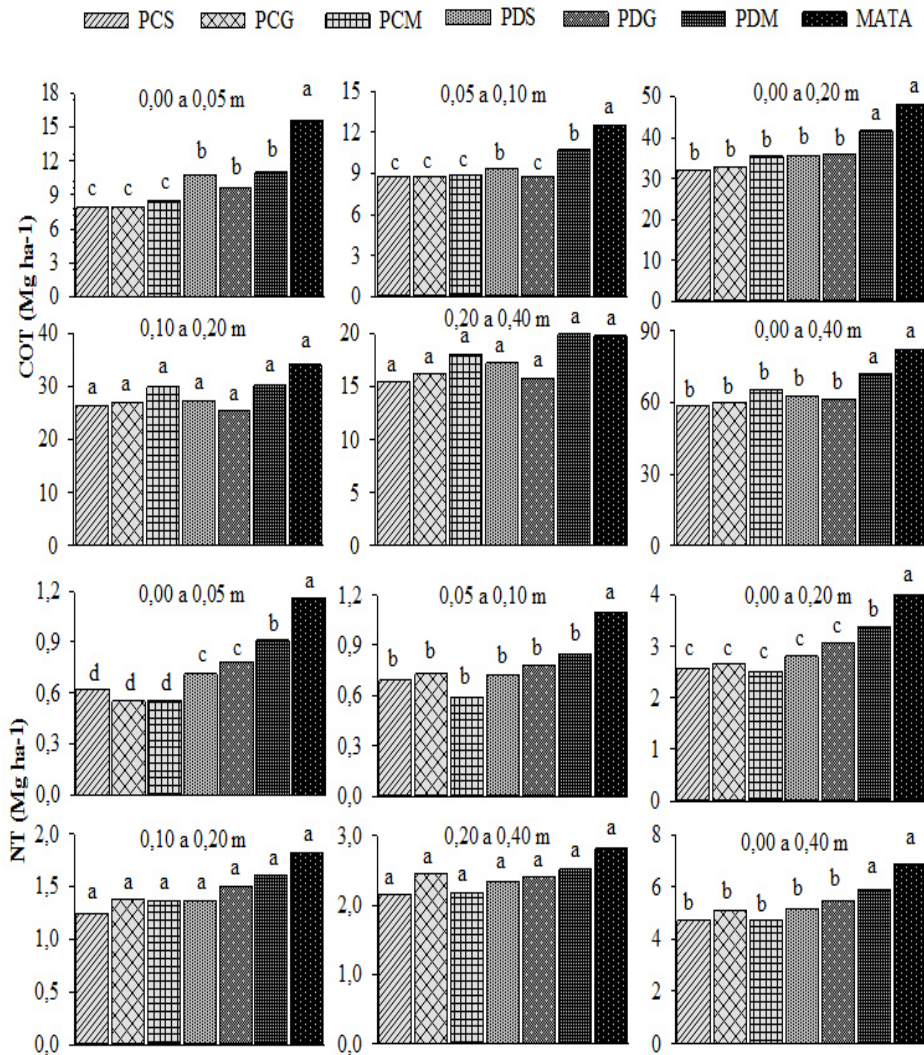 PCS PCG PCM PDS PDG PDM MATA
COT (Mg ha-1)
0,00 a 0,05 m
18
15
12
9
6
3
0
c c c b b b a
0,05 a 0,10 m
15
12
9
6
3
0
c c c b c b a
0,00 a 0,20 m
50
40
30
20
10
0
b b b b b a a
0,10 a 0,20 m
40
30
20
10
0
a a a a a a a
0,20 a 0,40 m
20
15
10
5
0
a a a a a a a
0,00 a 0,40 m
90
60
30
0
b b b b b a a
NT (Mg ha-1)
0,00 a 0,05 m
1,2
0,9
0,6
0,3
0,0
d d d c c b a
0,05 a 0,10 m
1,2
0,9
0,6
0,3
0,0
b b b b b b a
0,00 a 0,20 m
4
3
2
1
0
c c c c c b a
0,10 a 0,20 m
2,0
1,5
1,0
0,5
0,0
a a a a a a a
0,20 a 0,40 m
3,0
2,0
1,0
0,0
a a a a a a a
0,00 a 0,40 m
8
6
4
2
0
b b b b b a a